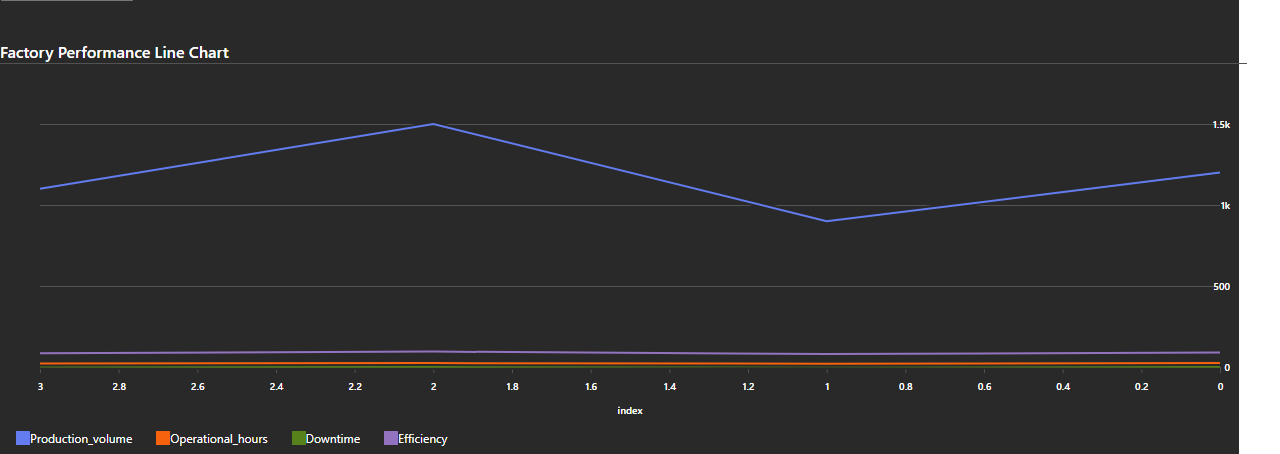 Factory Performance Line Chart
1.5k
1k
500
0
3 2.8 2.6 2.4 2.2 2 1.8 1.6 1.4 1.2 1 0.8 0.6 0.4 0.2 0
index
Production_volume Operational_hours Downtime Efficiency